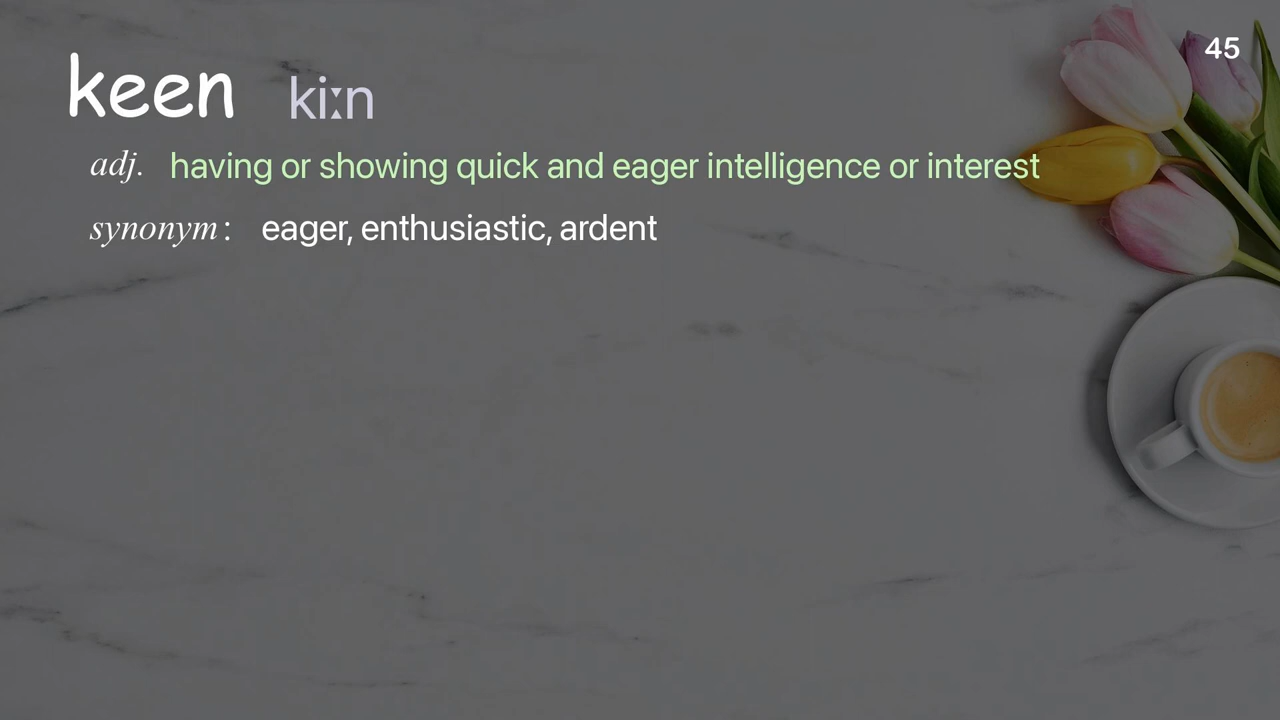 45
keen kiːn
adj. having or showing quick and eager intelligence or interest
synonym : eager, enthusiastic, ardent